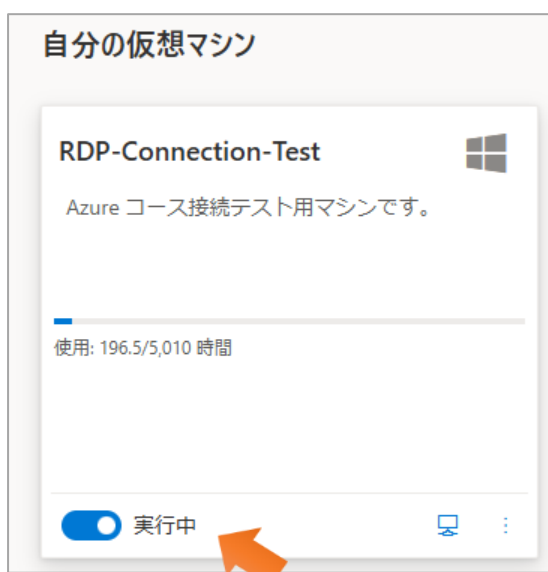 自分の仮想マシン
RDP-Connection-Test
Azure コース接続テスト用マシンです。
使用: 196.5/5,010 時間
実行中